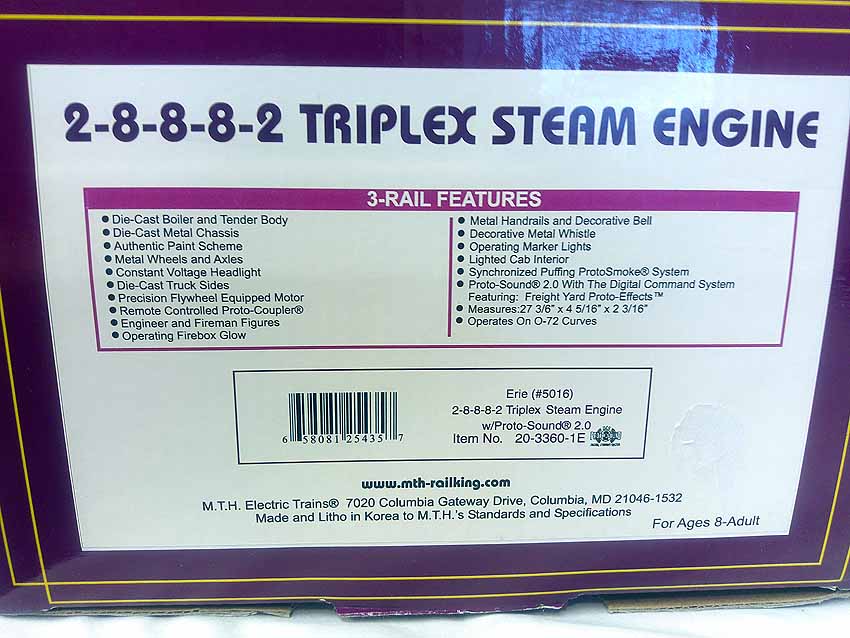 2-8-8-8-2 TRIPLEX STEAM ENGINE
3-RAIL FEATURES
• Die-Cast Boiler and Tender Body
• Die-Cast Metal Chassis
• Authentic Paint Scheme
• Metal Wheels and Axles
• Constant Voltage Headlight
• Die-Cast Truck Sides
• Precision Flywheel Equipped Motor
• Remote Controlled Proto-Coupler®
• Engineer and Fireman Figures
• Operating Firebox Glow
• Metal Handrails and Decorative Bell
• Decorative Metal Whistle
• Operating Marker Lights
• Lighted Cab Interior
• Synchronized Puffing ProtoSmoke® System
• Proto-Sound® 2.0 With The Digital Command System
Featuring: Freight Yard Proto-Effects™
• Measures:27 3/6" x 4 5/16" x 2 3/16"
• Operates On O-72 Curves
6 58081 25435 7
Erie (#5016)
2-8-8-8-2 Triplex Steam Engine
w/Proto-Sound® 2.0
Item No. 20-3360-1E
www.mth-railking.com
M.T.H. Electric Trains® 7020 Columbia Gateway Drive, Columbia, MD 21046-1532
Made and Litho in Korea to M.T.H.'s Standards and Specifications
For Ages 8-Adult